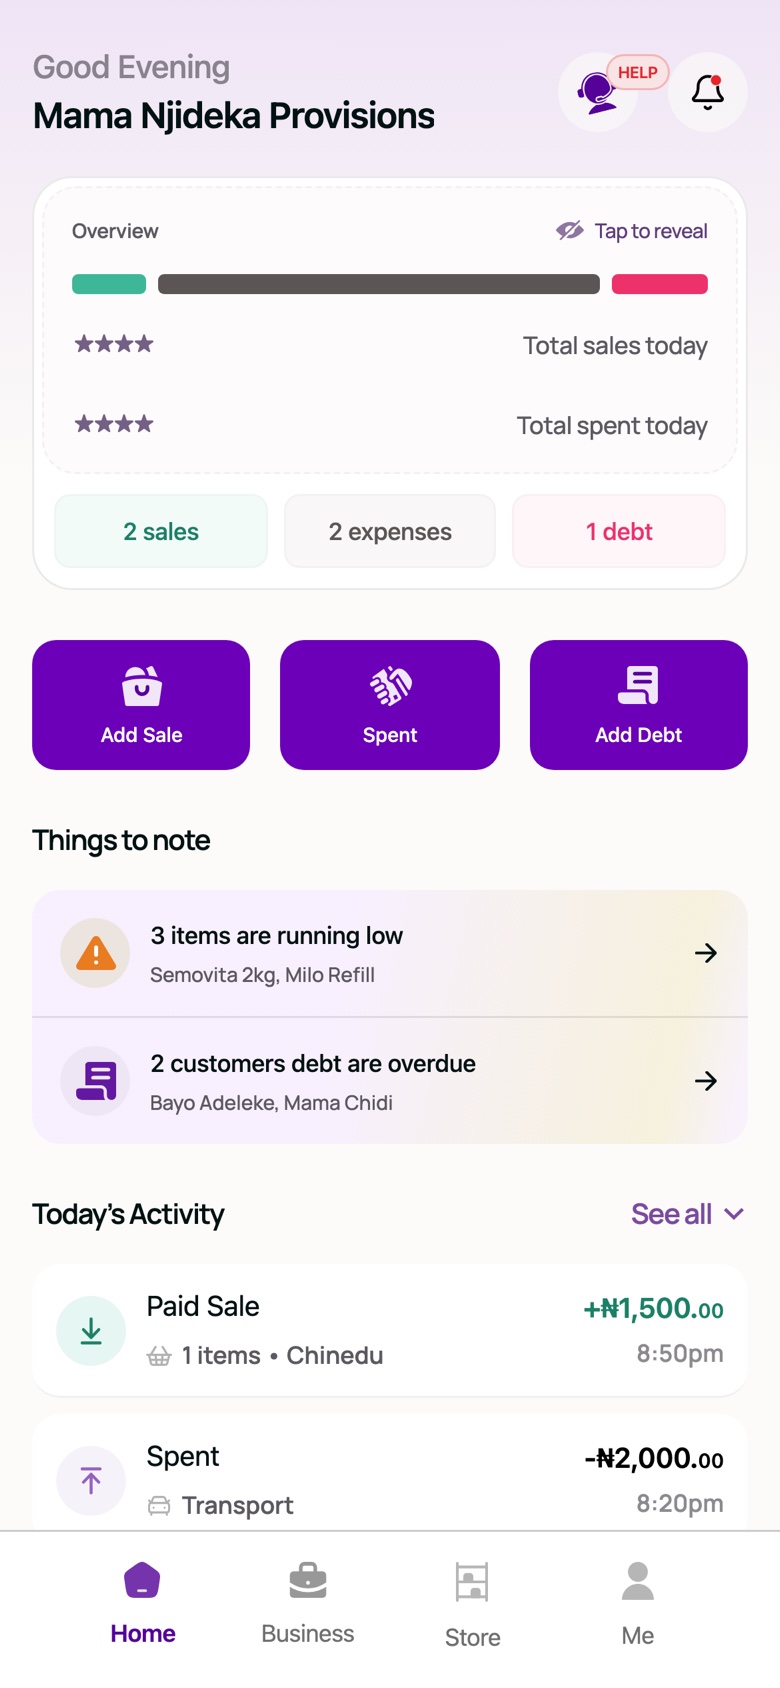 Good Evening
Mama Njideka Provisions
HELP
Overview
Tap to reveal
★★★★
Total sales today
★★★★
Total spent today
2 sales
2 expenses
1 debt
Add Sale
Spent
Add Debt
Things to note
3 items are running low
Semovita 2kg, Milo Refill
2 customers debt are overdue
Bayo Adeleke, Mama Chidi
Today's Activity
See all
Paid Sale
+₦1,500.00
1 items • Chinedu
8:50pm
Spent
-₦2,000.00
Transport
8:20pm
Home
Business
Store
Me